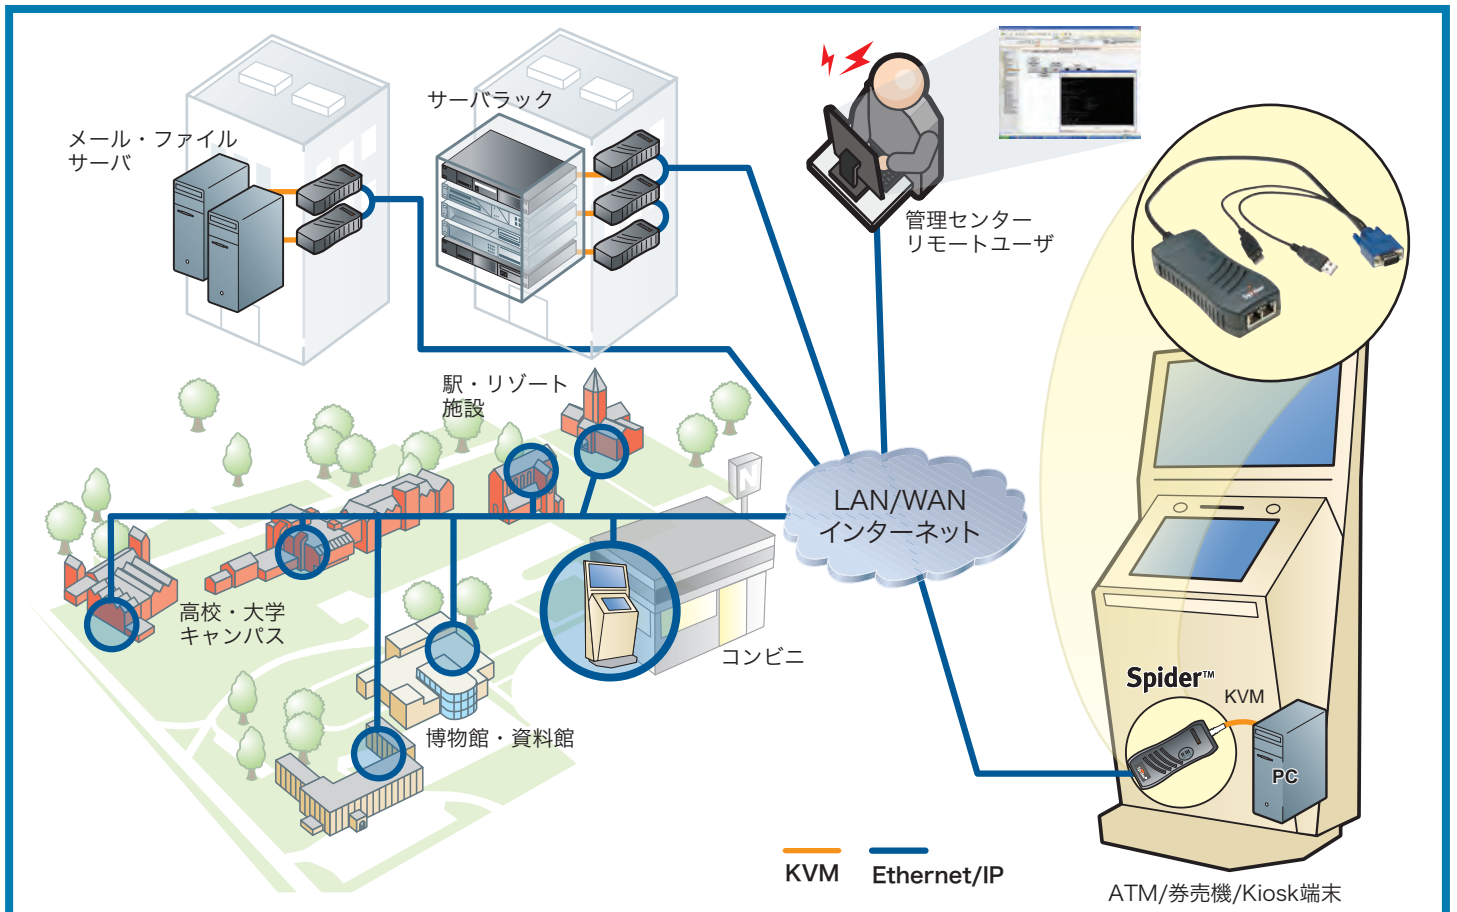 メール・ファイル
サーバ
サーバラック
管理センター
リモートユーザ
駅・リゾート
施設
N
LAN/WAN
インターネット
高校・大学
キャンパス
コンビニ
博物館・資料館
Spider™
KVM
PC
KVM
Ethernet/IP
ATM/券売機/Kiosk端末